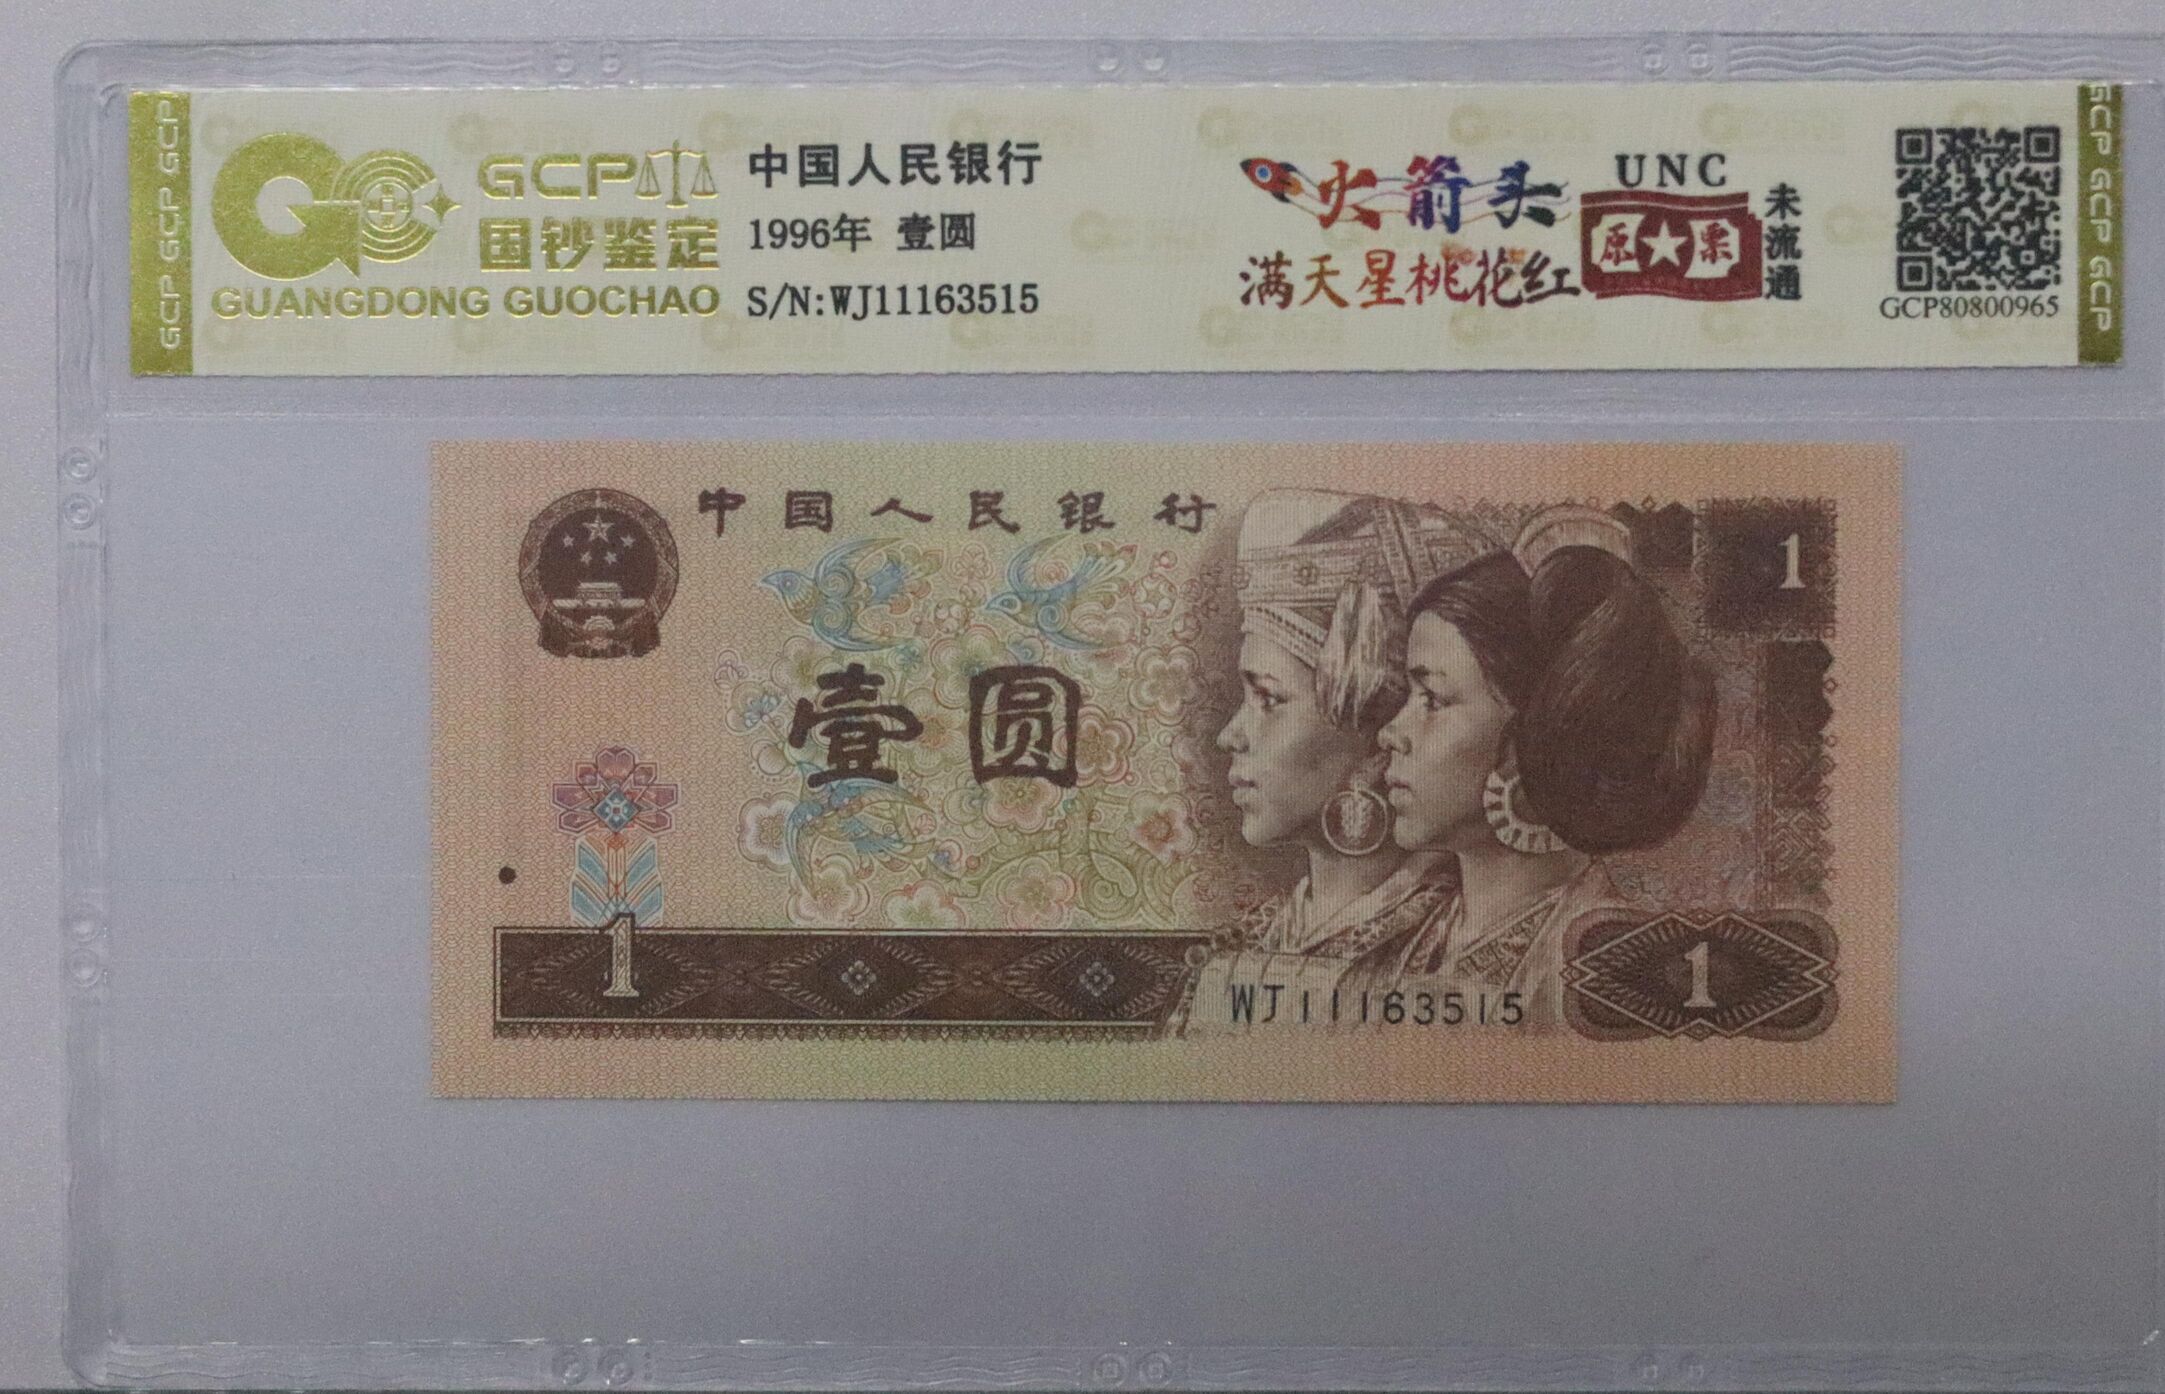 GCP GCP GCP
GCP
国钞鉴定
GUANGDONG GUOCHAO
中国人民银行
1996年 壹圆
S/N:WJ11163515
火箭头
满天星桃花红
UNC
原★票
未流通
GCP80800965
GCP GCP GCP
中国人民银行
1
壹圆
1
1
WJ11163515